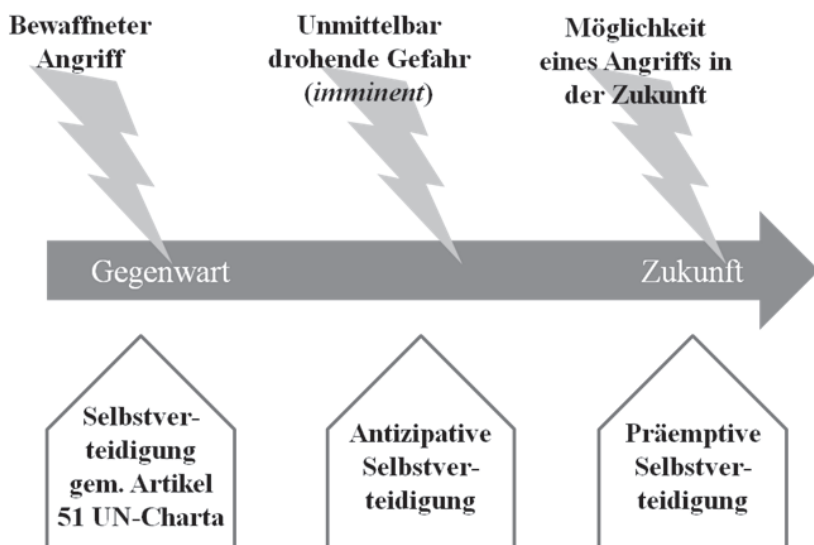 Bewaffneter
Angriff
Unmittelbar
drohende Gefahr
(imminent)
Möglichkeit
eines Angriffs in
der Zukunft
Gegenwart
Zukunft
Selbstver-
teidigung
gem. Artikel
51 UN-Charta
Antizipative
Selbstver-
teidigung
Präemptive
Selbstver-
teidigung